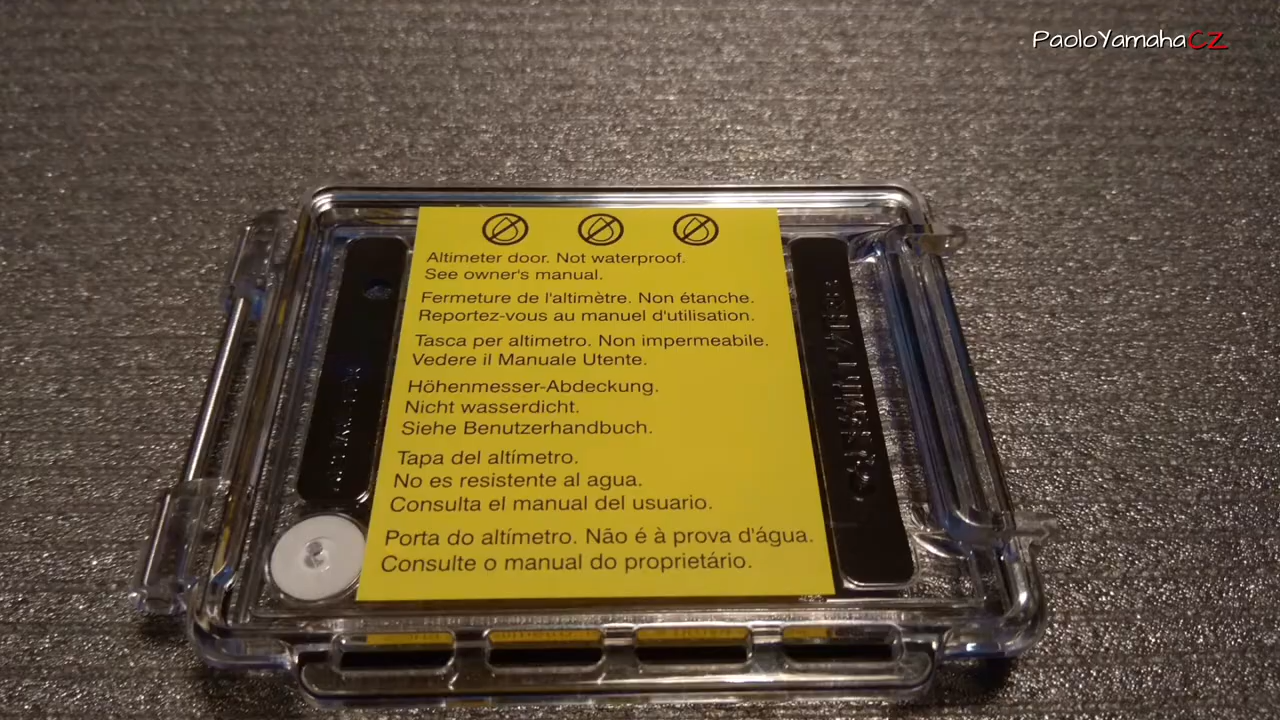 PaoloYamahaCZ
Altimeter door. Not waterproof.
See owner's manual.
Fermeture de l'altimètre. Non étanche.
Reportez-vous au manuel d'utilisation.
Tasca per altimetro. Non impermeabile.
Vedere il Manuale Utente.
Höhenmesser-Abdeckung.
Nicht wasserdicht.
Siehe Benutzerhandbuch.
Tapa del altímetro.
No es resistente al agua.
Consulta el manual del usuario.
Porta do altímetro. Não é à prova d'água.
Consulte o manual do proprietário.